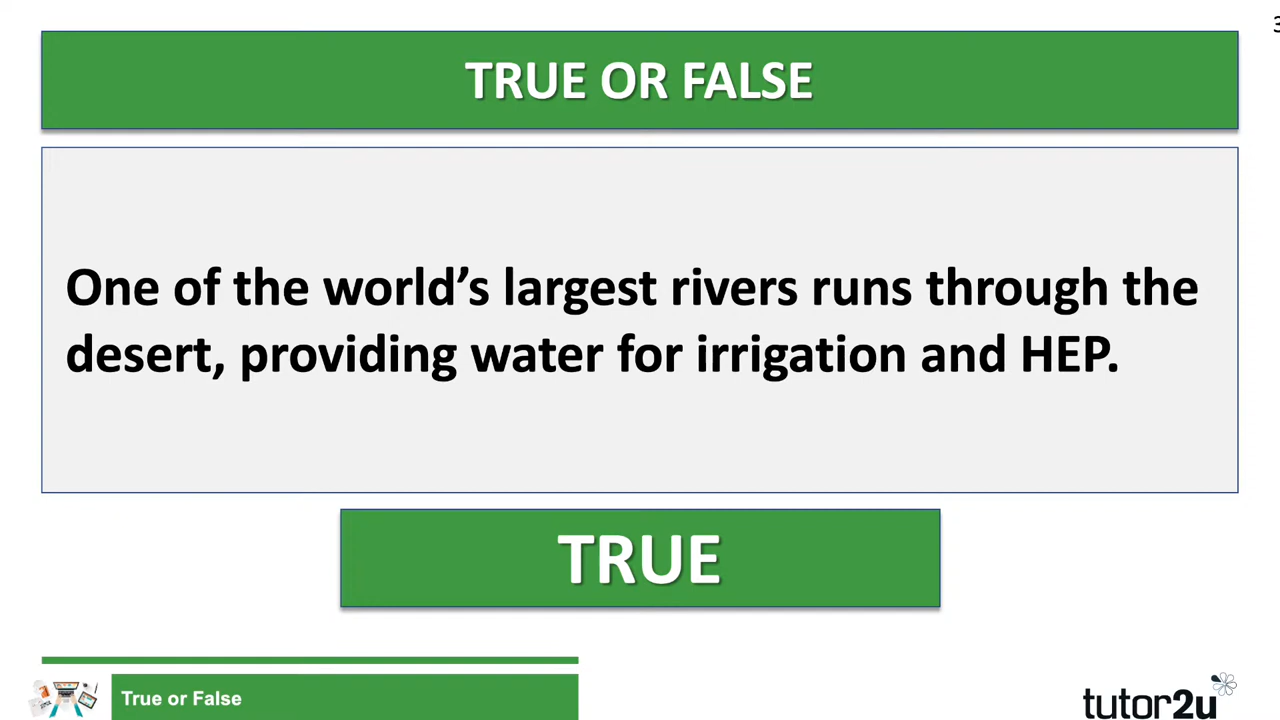 3
TRUE OR FALSE
One of the world’s largest rivers runs through the
desert, providing water for irrigation and HEP.
TRUE
True or False
tutor2u